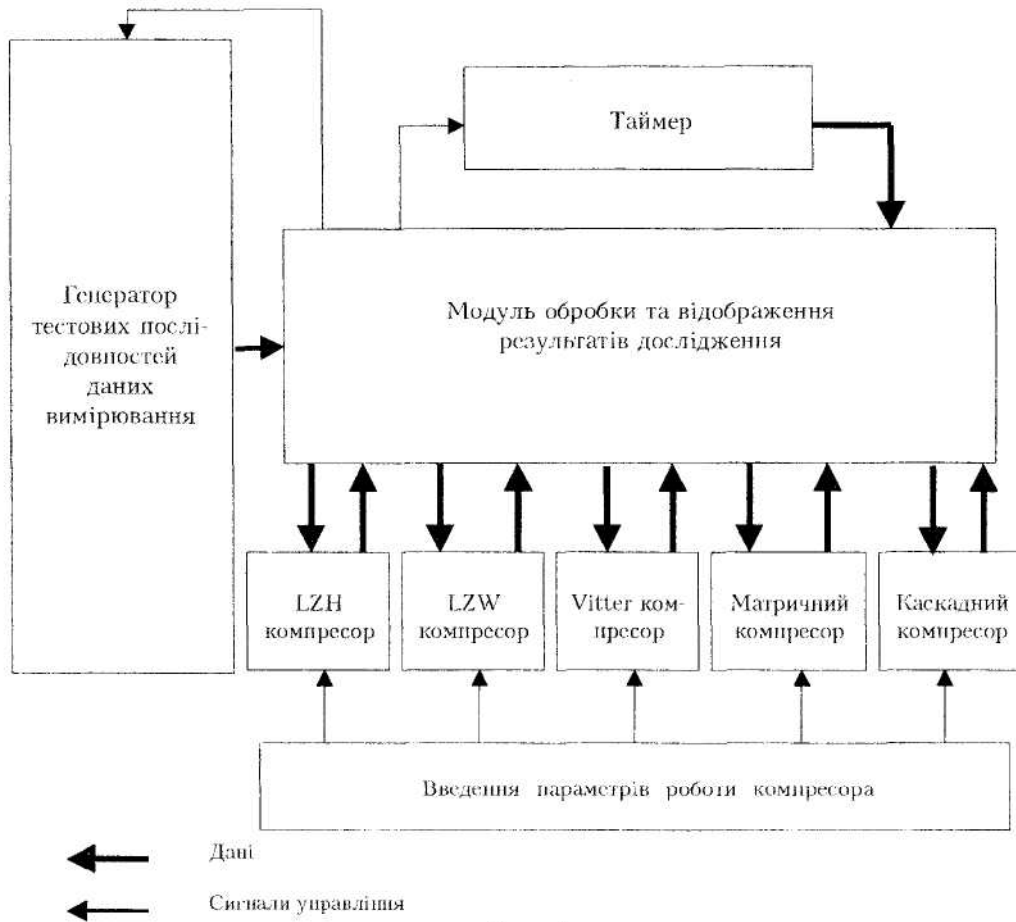 Таймер
Генератор
тестових послі-
довностей
даних
вимірювання
Модуль обробки та відображення
результатів дослідження
LZH
компресор
LZW
компресор
Vitter ком-
пресор
Матричний
компресор
Каскадний
компресор
Введення параметрів роботи компресора
Дані
Сигнали управління